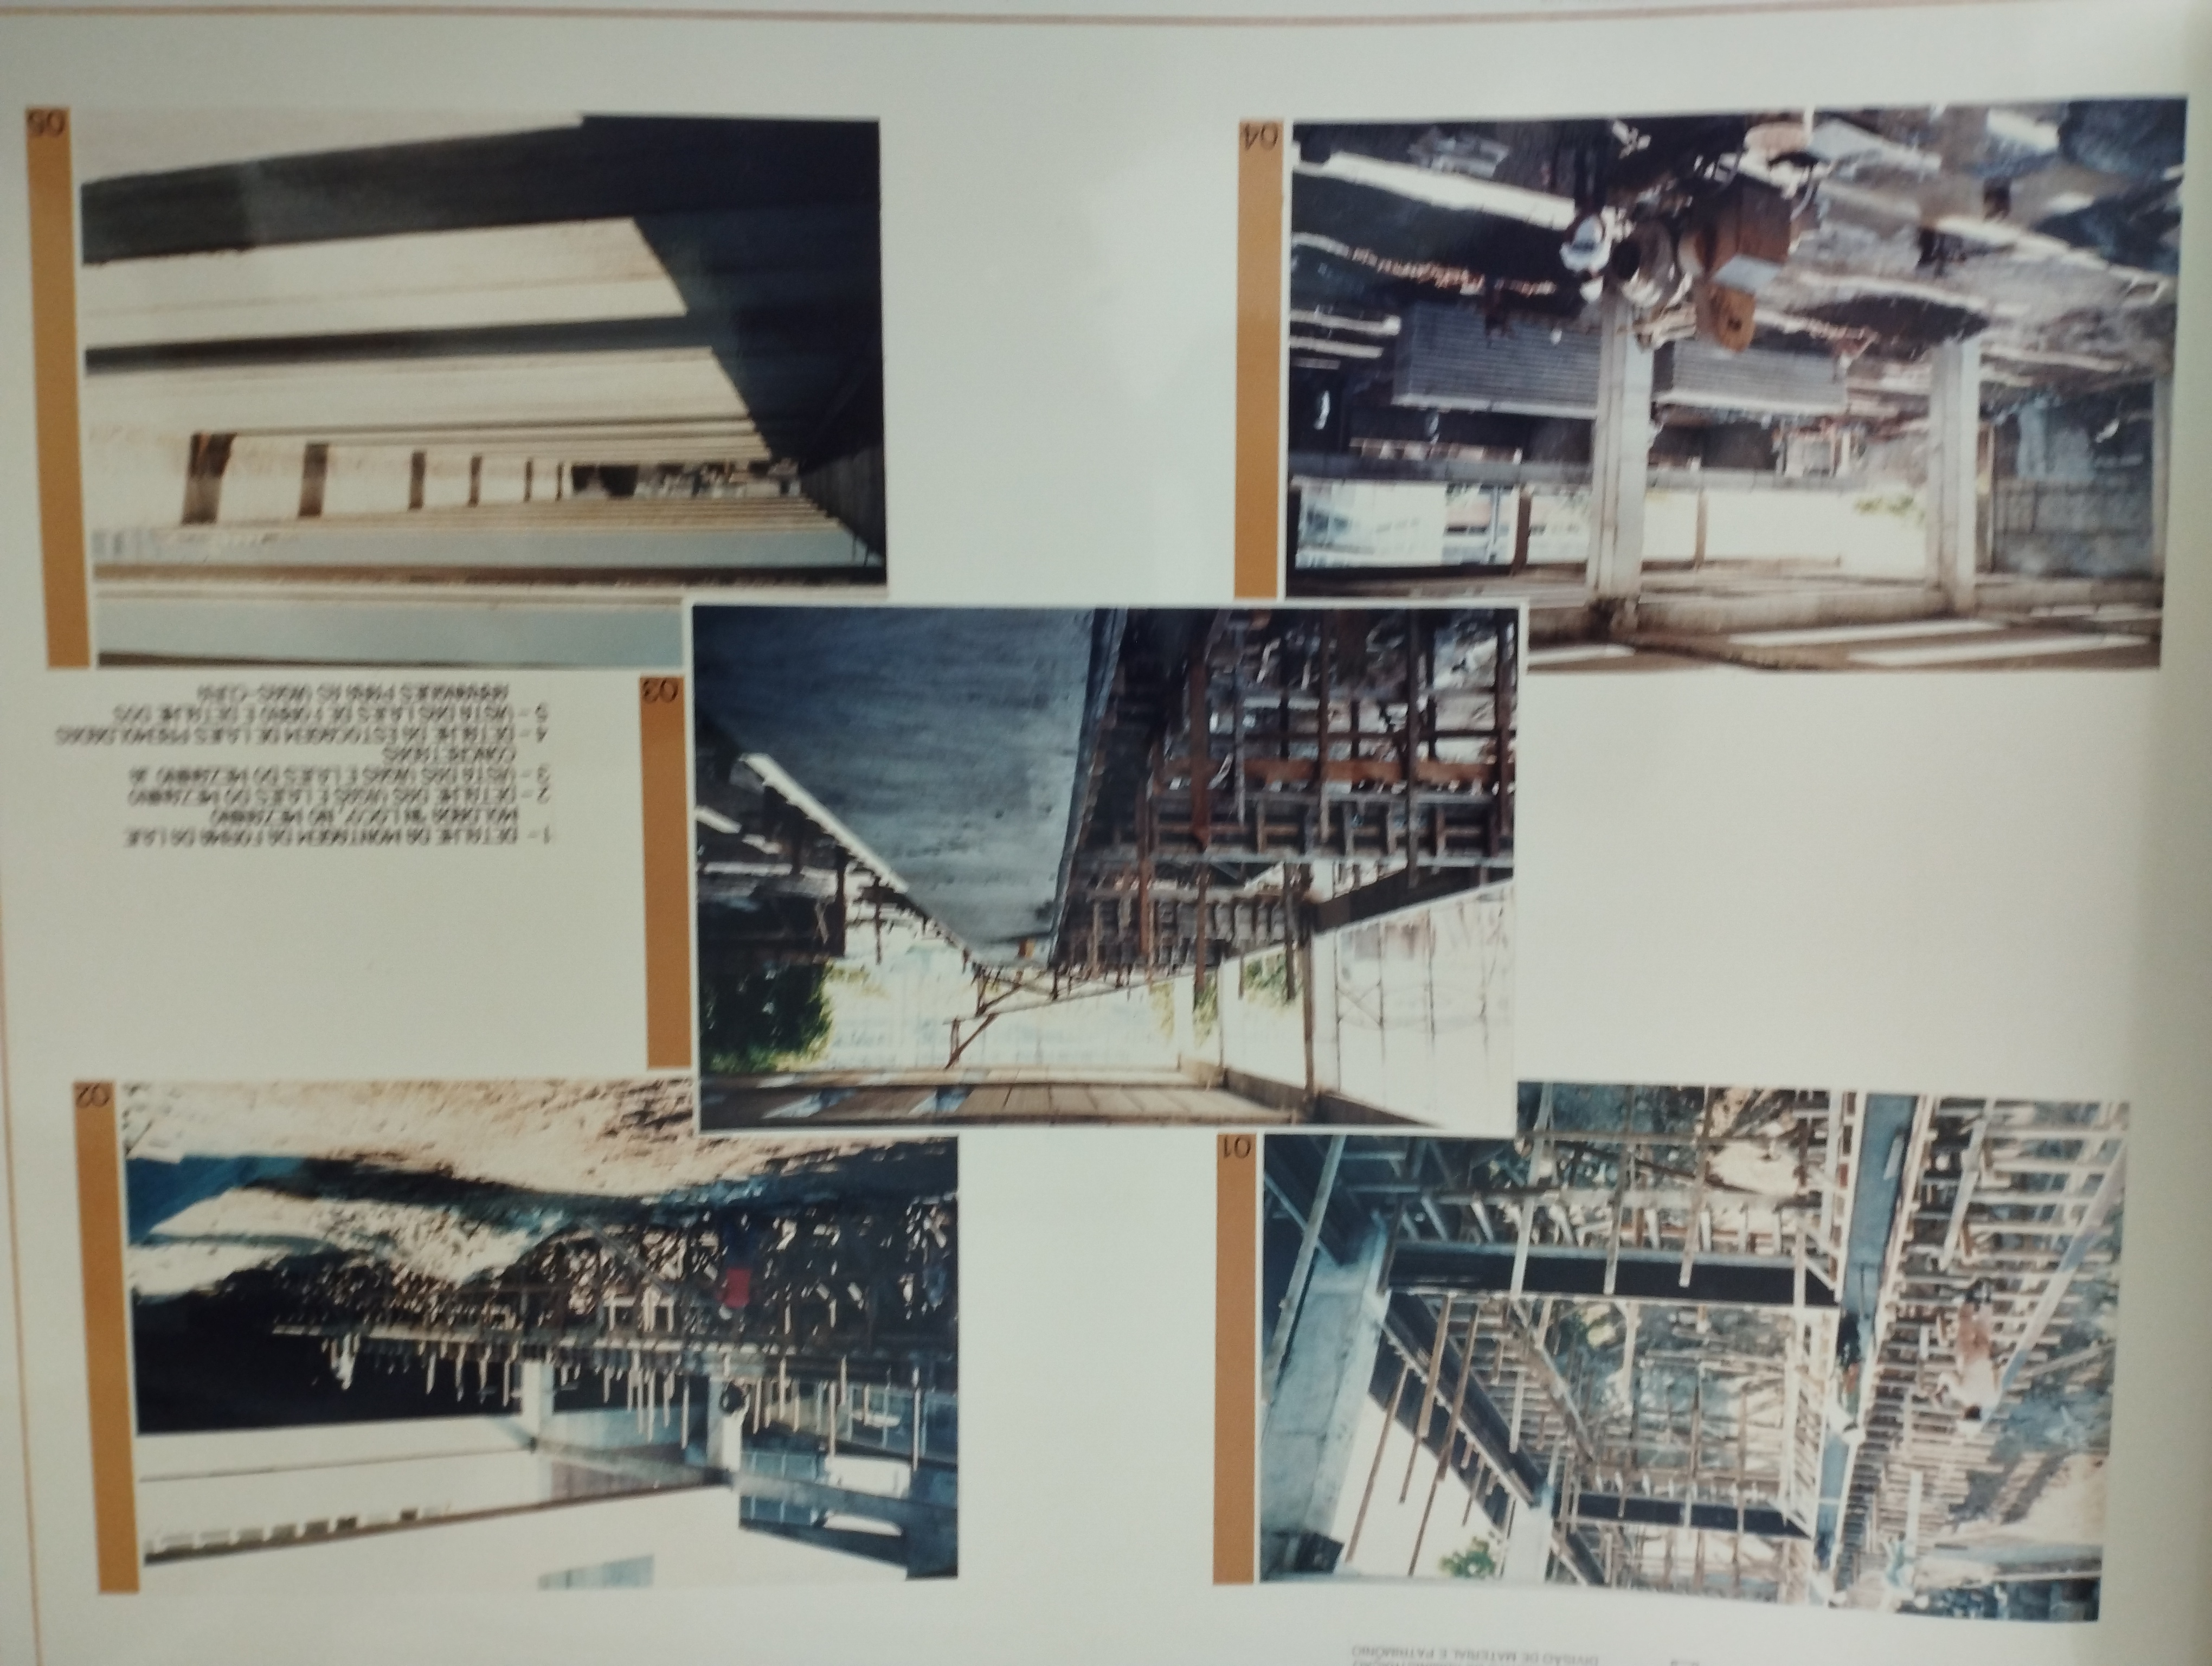 DIVISÃO DE MATERIAL E PATRIMÔNIO
01
02
03
1 - DETALHE DA MONTAGEM DA FORMA DA LAJE
MOLDADA "IN LOCO", NO MEZANINO
2 - DETALHE DAS VIGAS E LAJES DO MEZANINO
3 - VISTA DAS VIGAS E LAJES DO MEZANINO JÁ
CONCRETADAS
4 - DETALHE DA ESTOCAGEM DE LAJES PREMOLDADAS
5 - VISTA DAS LAJES DE FORRO E DETALHE DOS
ARRANQUES PARA AS VIGAS-CURA
04
05